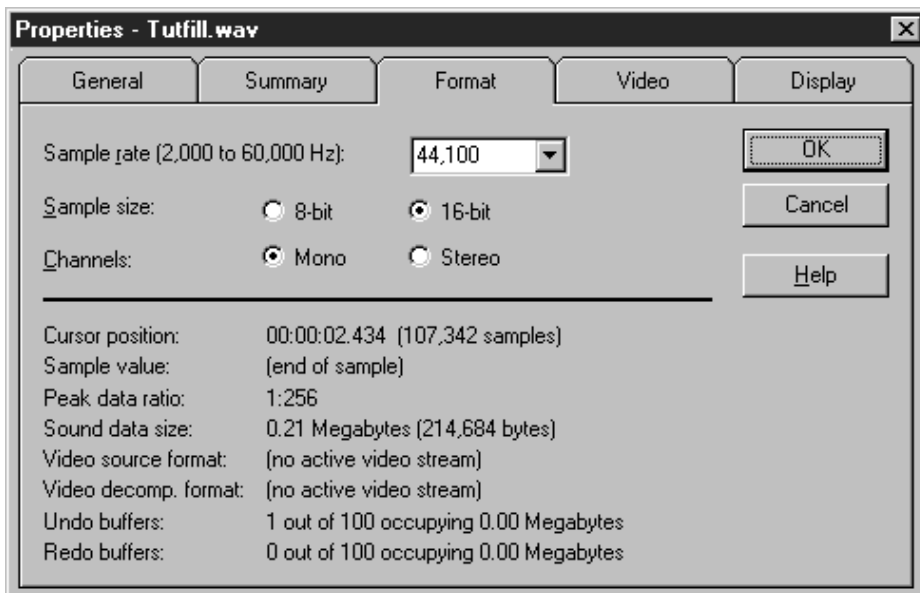 Properties - Tutfill.wav
General Summary Format Video Display
Sample rate (2,000 to 60,000 Hz): 44,100 OK
Sample size: 8-bit 16-bit Cancel
Channels: Mono Stereo
Help
Cursor position: 00:00:02.434 (107,342 samples)
Sample value: (end of sample)
Peak data ratio: 1:256
Sound data size: 0.21 Megabytes (214,684 bytes)
Video source format: (no active video stream)
Video decomp. format: (no active video stream)
Undo buffers: 1 out of 100 occupying 0.00 Megabytes
Redo buffers: 0 out of 100 occupying 0.00 Megabytes